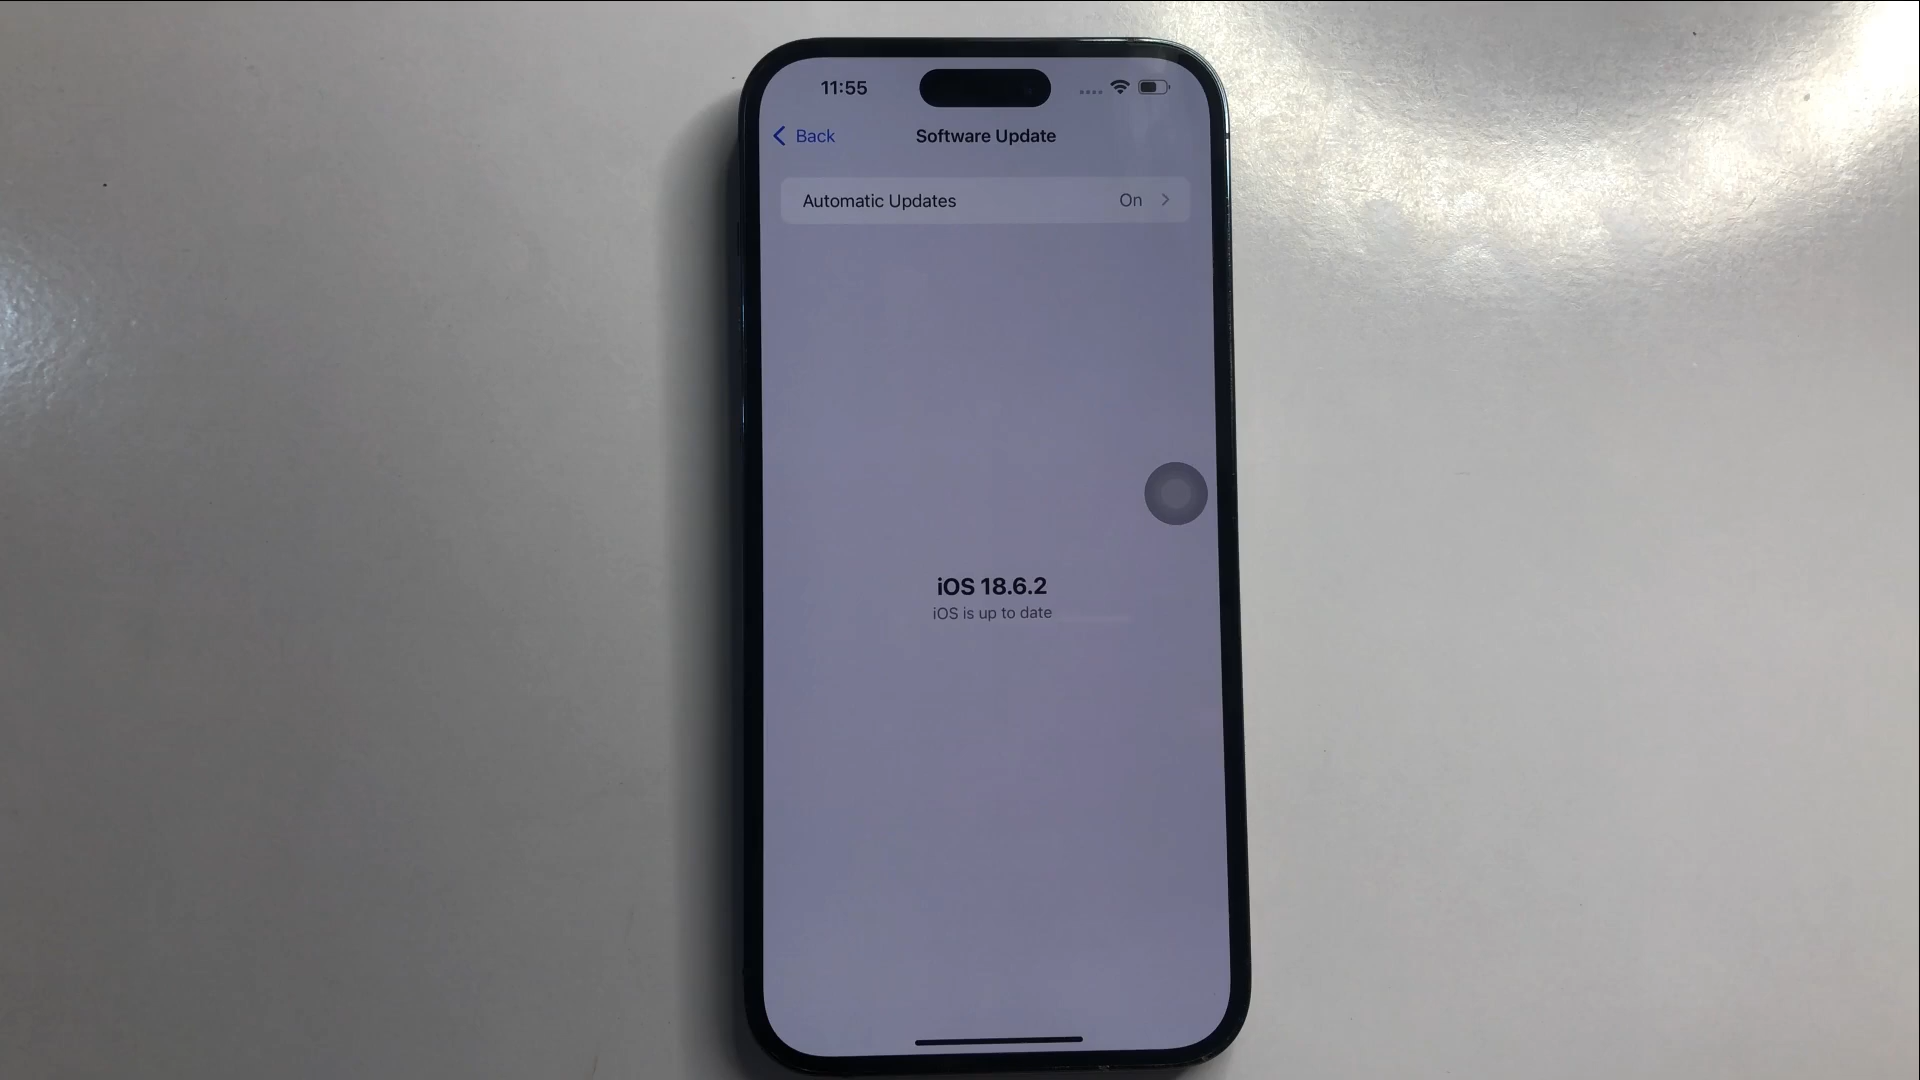 11:55
Back
Software Update
Automatic Updates On
iOS 18.6.2
iOS is up to date